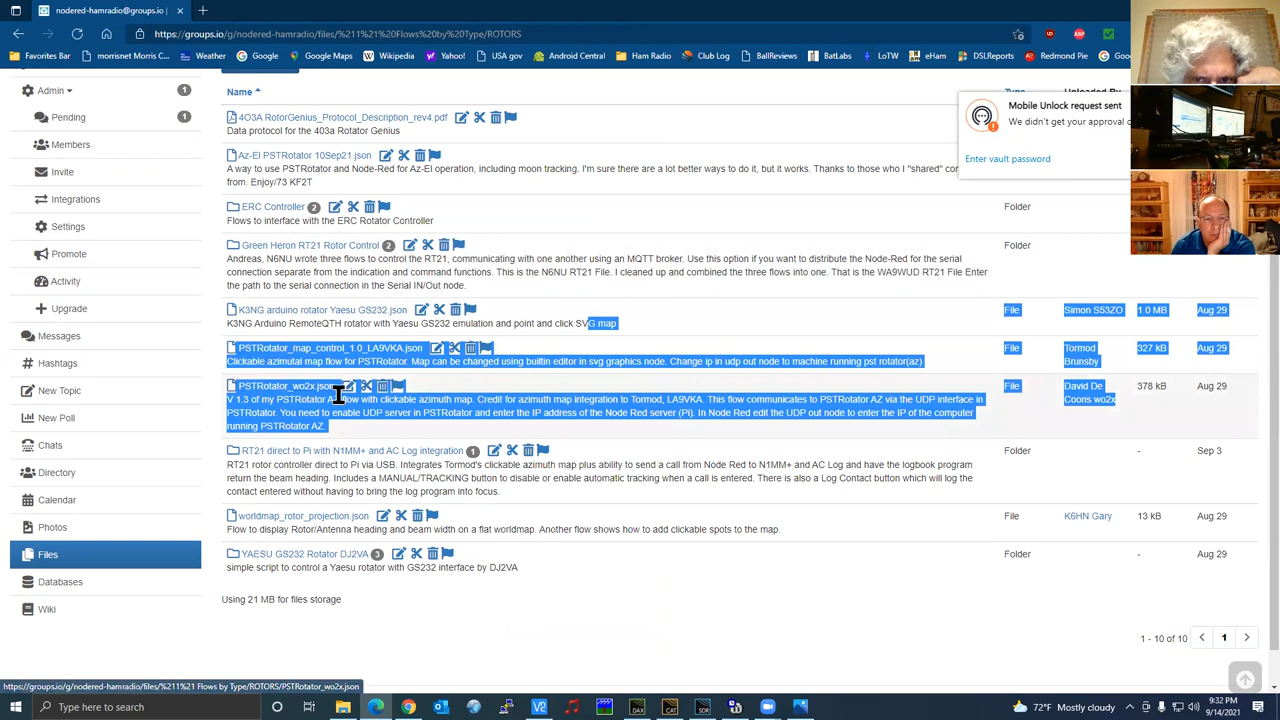 nodered-hamradio@groups.io |
https://groups.io/g/nodered-hamradio/files/%211%21%20Flows%20by%20Type/ROTORS
Favorites Bar morrisnet Morris C... Weather Google Google Maps Wikipedia Yahoo! USA gov Android Central Ham Radio Club Log BallReviews BatLabs LoTW eHam DSLReports Redmond Pie
Admin 1
Pending 1
Members
Invite
Integrations
Settings
Promote
Activity
Upgrade
Messages
Hashtags
New Topic
New Poll
Chats
Directory
Calendar
Photos
Files
Databases
Wiki
Name Type Uploaded By
Mobile Unlock request sent
We didn't get your approval
Enter vault password
4O3A RotorGenius_Protocol_Description_rev4.pdf
Data protocol for the 403a Rotator Genius
Az-El PSTRotator 10Sep21.json
A way to use PSTRotator and Node-Red for Az-El operation, including moon tracking. I'm sure there are a lot better ways to do it, but it works. Thanks to those who I "shared"
from. Enjoy/73 KF2T
ERC Controller 2 Folder
Flows to interface with the ERC Rotator Controller
Green Heron RT21 Rotor Control 2 Folder
Andreas, N6NU wrote three flows to control the RT21, communicating with one another using an MQTT broker. Use this option if you want to distribute the Node-Red for the serial
connection separate from the indication and command functions. This is the N6NU RT21 File. I cleaned up and combined the three flows into one. That is the WA9WUD RT21 File Enter
the path to the serial connection in the Serial IN/Out node.
K3NG arduino rotator Yaesu GS232.json File Simon S53ZO 1.0 MB Aug 29
K3NG Arduino RemoteQTH rotator with Yaesu GS232 emulation and point and click SVG map
PSTRotator_map_control_1.0_LA9VKA.json File Tormod 327 kB Aug 29
Clickable azimutal map flow for PSTRotator. Map can be changed using builtin editor in svg graphics node. Change ip in udp out node to machine running pst rotator(az) Brunsby
PSTRotator_wo2x.json File David De 378 kB Aug 29
V 1.3 of my PSTRotator flow with clickable azimuth map. Credit for azimuth map integration to Tormod, LA9VKA. This flow communicates to PSTRotator AZ via the UDP interface in Coons wo2x
PSTRotator. You need to enable UDP server in PSTRotator and enter the IP address of the Node Red server (Pi). In Node Red edit the UDP out node to enter the IP of the computer
running PSTRotator AZ.
RT21 direct to Pi with N1MM+ and AC Log integration 1 Folder - Sep 3
RT21 rotor controller direct to Pi via USB. Integrates Tormod's clickable azimuth map plus ability to send a call from Node Red to N1MM+ and AC Log and have the logbook program
return the beam heading. Includes a MANUAL/TRACKING button to disable or enable automatic tracking when a call is entered. There is also a Log Contact button which will log the
contact entered without having to bring the log program into focus.
worldmap_rotor_projection.json File K6HN Gary 13 kB Aug 29
Flow to display Rotor/Antenna heading and beam width on a flat worldmap. Another flow shows how to add clickable spots to the map.
YAESU GS232 Rotator DJ2VA 3 Folder - Aug 29
simple script to control a Yaesu rotator with GS232 interface by DJ2VA
Using 21 MB for files storage
1 - 10 of 10 1
https://groups.io/g/nodered-hamradio/files/%211%21 Flows by Type/ROTORS/PSTRotator_wo2x.json
Type here to search
DAX CAT SDR
72°F Mostly cloudy
9:32 PM
9/14/2021